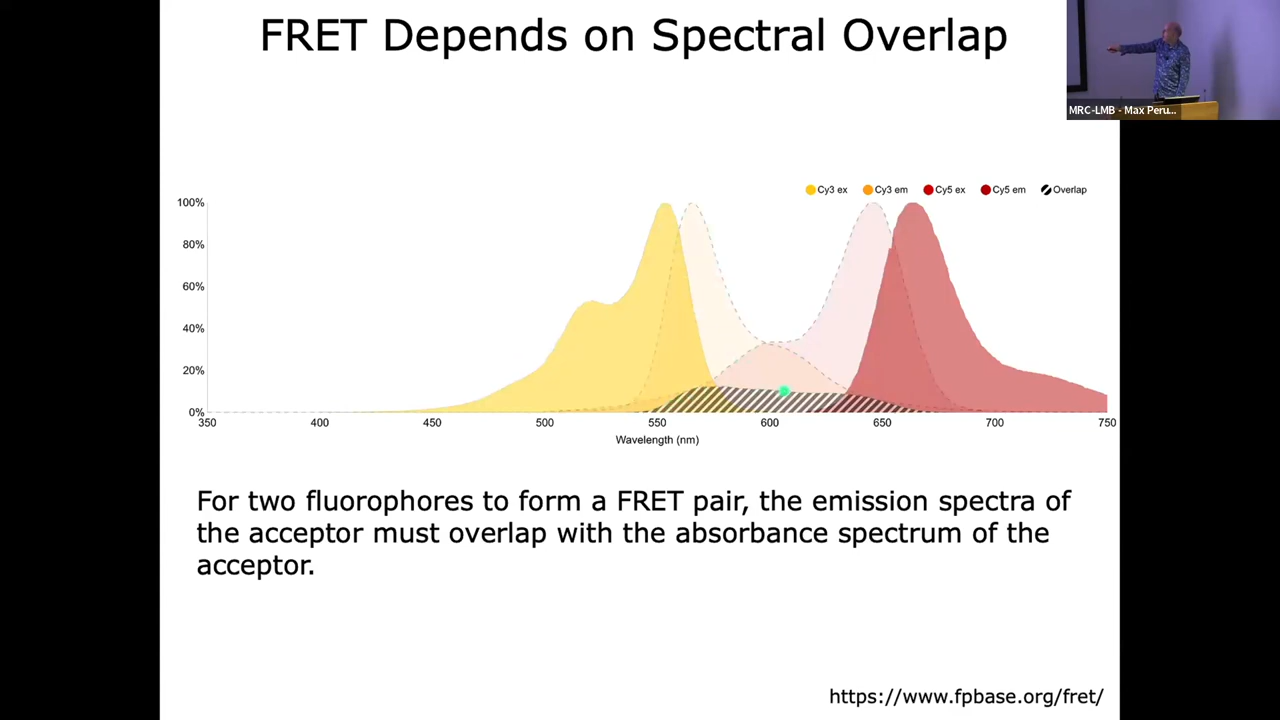 FRET Depends on Spectral Overlap
MRC-LMB - Max Peru...
Cy3 ex Cy3 em Cy5 ex Cy5 em Overlap
100%
80%
60%
40%
20%
0%
350 400 450 500 550 600 650 700 750
Wavelength (nm)
For two fluorophores to form a FRET pair, the emission spectra of
the acceptor must overlap with the absorbance spectrum of the
acceptor.
https://www.fpbase.org/fret/